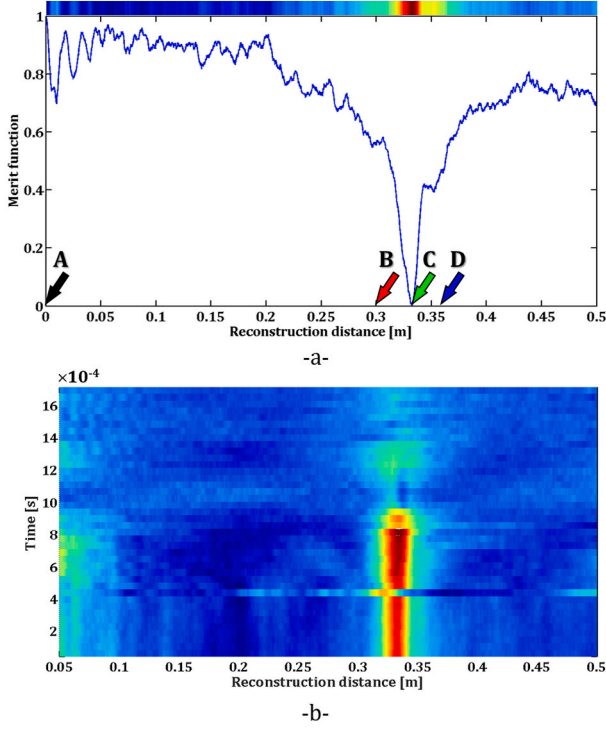 1
0.8
0.6
0.4
0.2
0
Merit function
A
B
C
D
0 0.05 0.1 0.15 0.2 0.25 0.3 0.35 0.4 0.45 0.5
Reconstruction distance [m]
-a-
×10⁻⁴
16
14
12
10
8
6
4
2
Time [s]
0.05 0.1 0.15 0.2 0.25 0.3 0.35 0.4 0.45 0.5
Reconstruction distance [m]
-b-